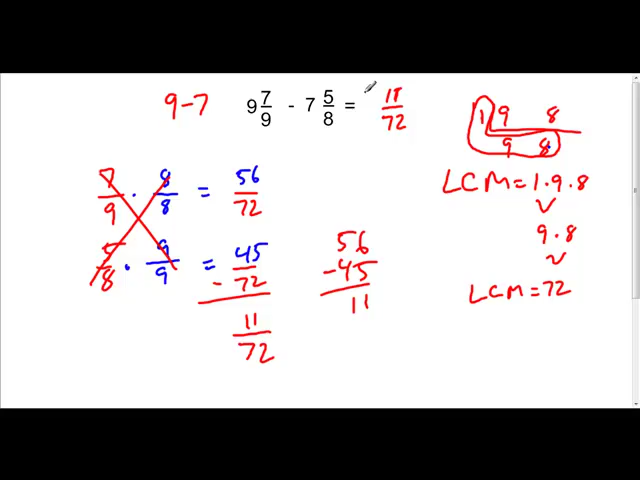 9-7 9 7/9 - 7 5/8 = 11/72
1 9 8
9 8
7/9 · 8/8 = 56/72
LCM = 1·9·8
9·8
5/8 · 9/9 = 45/72
56
-45
11
-
11/72
LCM = 72